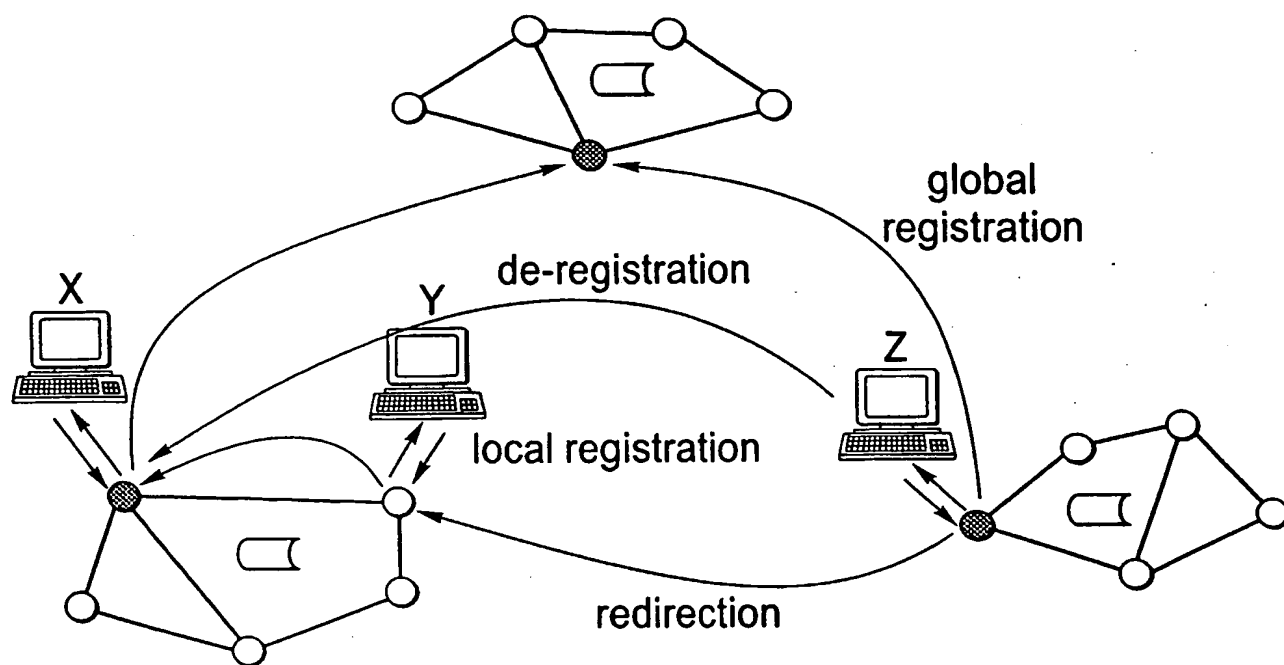 global
registration
de-registration
X
Y
Z
local registration
redirection